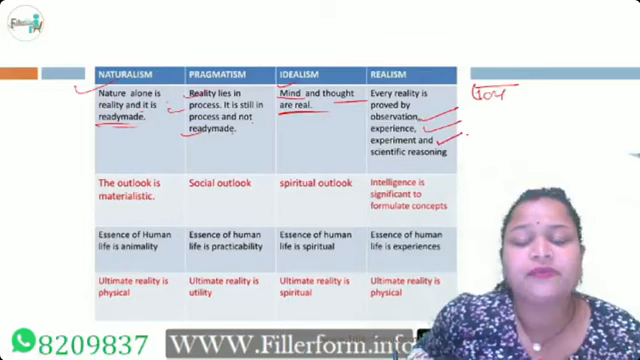 Fillerform
NATURALISM
PRAGMATISM
IDEALISM
REALISM
Nature alone is
reality and it is
readymade.
Reality lies in
process. It is still in
process and not
readymade.
Mind and thought
are real.
Every reality is
proved by
observation,
experience,
experiment and
scientific reasoning
The outlook is
materialistic.
Social outlook
spiritual outlook
Intelligence is
significant to
formulate concepts
Essence of Human
life is animality
Essence of human
life is practicability
Essence of human
life is spiritual
Essence of human
life is experiences
Ultimate reality is
physical
Ultimate reality is
utility
Ultimate reality is
spiritual
Ultimate reality is
physical
8209837
WWW.Fillerform.info